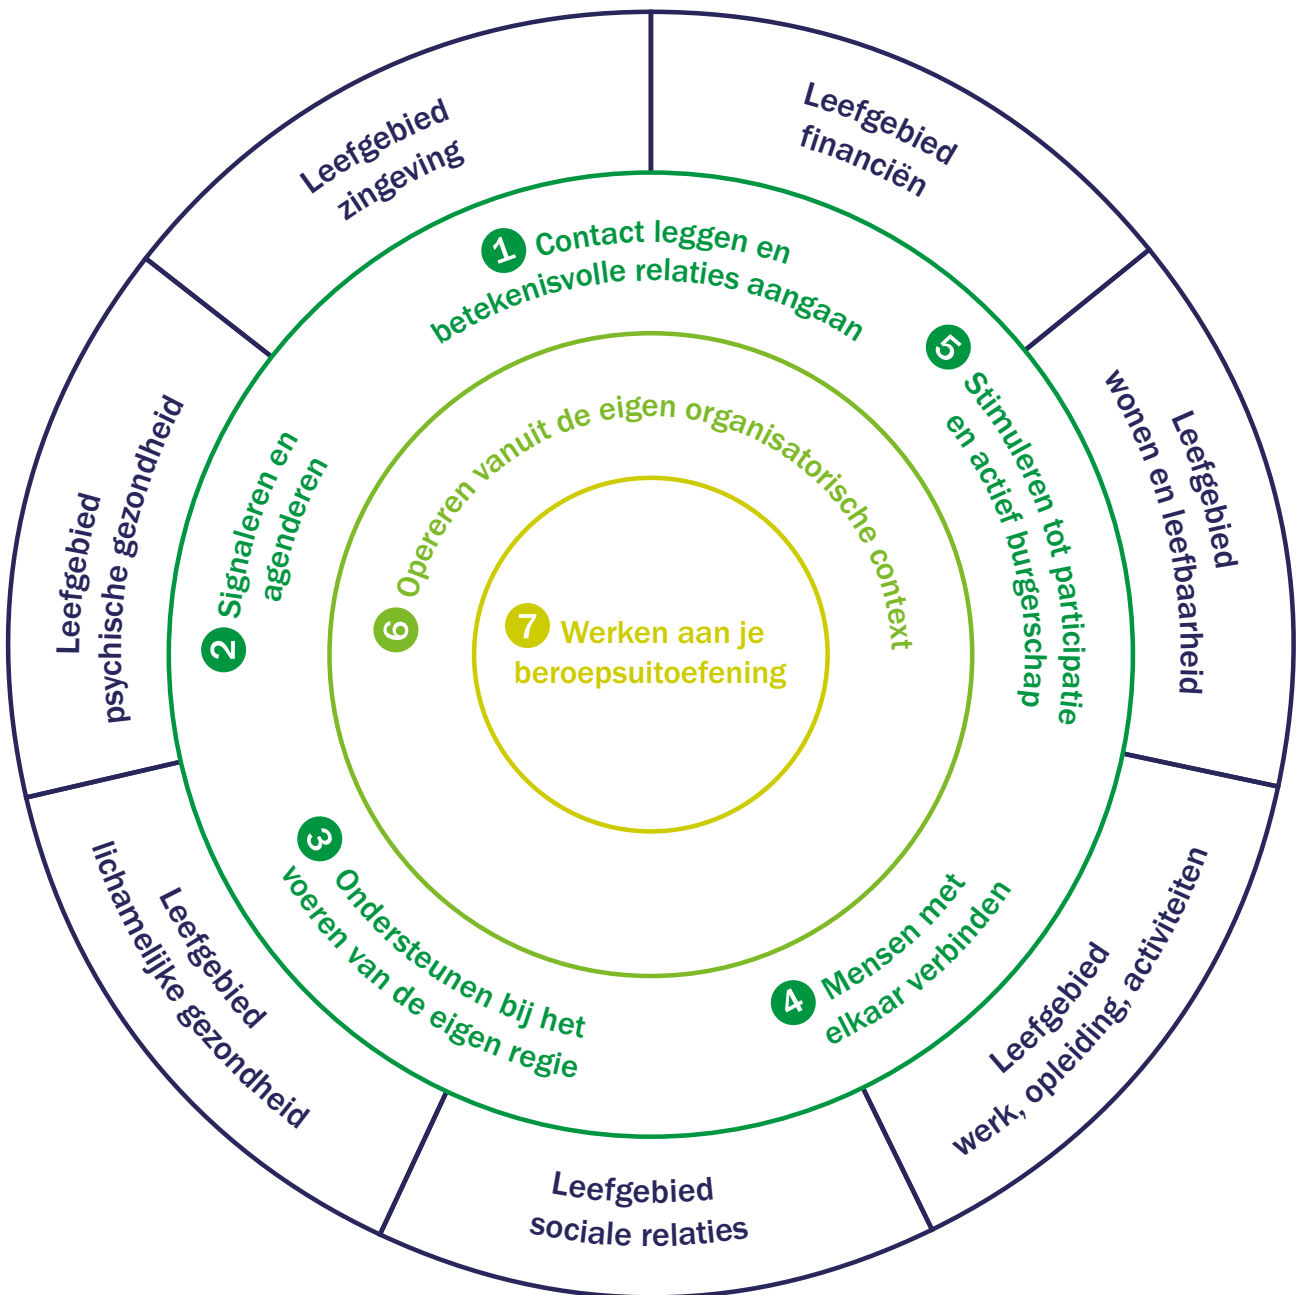 Leefgebied
zingeving
Leefgebied
financiën
Leefgebied
wonen en leefbaarheid
Leefgebied
werk, opleiding, activiteiten
Leefgebied
sociale relaties
Leefgebied
lichamelijke gezondheid
Leefgebied
psychische gezondheid
1 Contact leggen en
betekenisvolle relaties aangaan
2 Signaleren en
agenderen
3 Ondersteunen bij het
voeren van de eigen regie
4 Mensen met
elkaar verbinden
5 Stimuleren tot participatie
en actief burgerschap
6 Opereren vanuit de eigen organisatorische context
7 Werken aan je
beroepsuitoefening